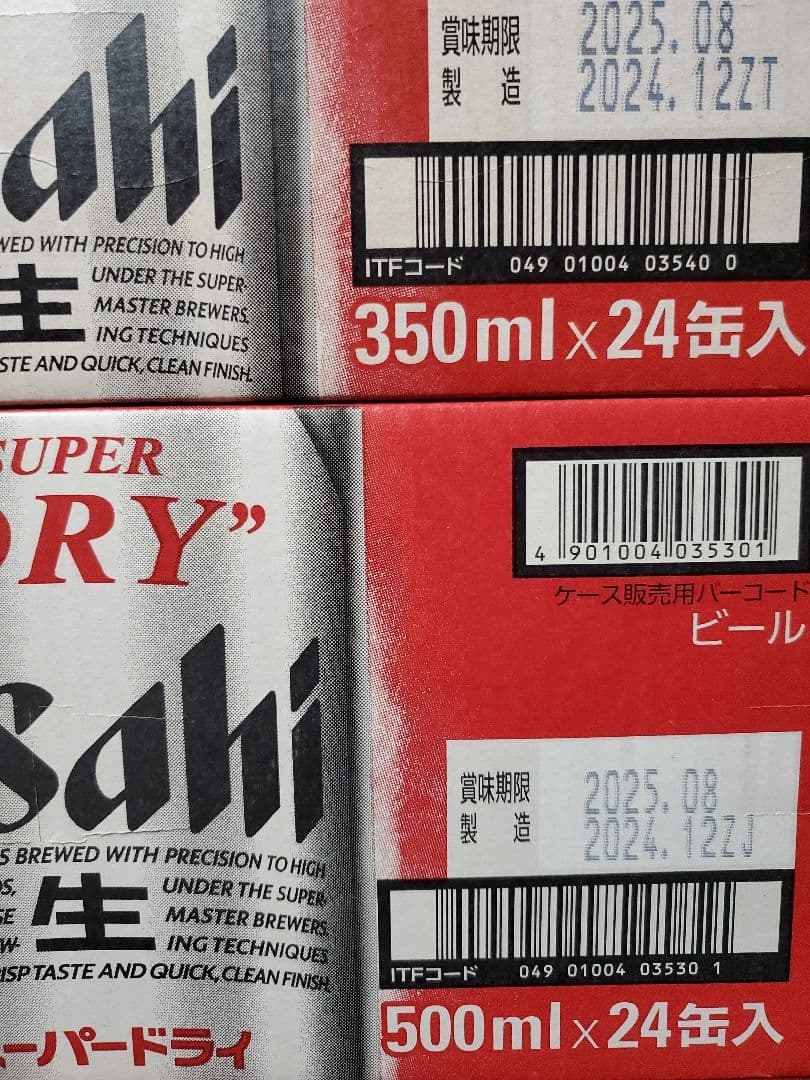 賞味期限 2025.08
製造 2024.12ZT
ahi
WED WITH PRECISION TO HIGH
生
UNDER THE SUPER-
MASTER BREWERS.
ING TECHNIQUES
STE AND QUICK, CLEAN FINISH.
ITFコード 049 01004 03540 0
350ml×24缶入
SUPER
DRY”
4 901004 035301
ケース販売用バーコード
ビール
sahi
賞味期限 2025.08
製造 2024.12ZJ
S BREWED WITH PRECISION TO HIGH
OS,
UNDER THE SUPER-
SE
生
MASTER BREWERS.
W-
ING TECHNIQUES
ISP TASTE AND QUICK, CLEAN FINISH.
ITFコード 049 01004 03530 1
500ml×24缶入
ーパードライ